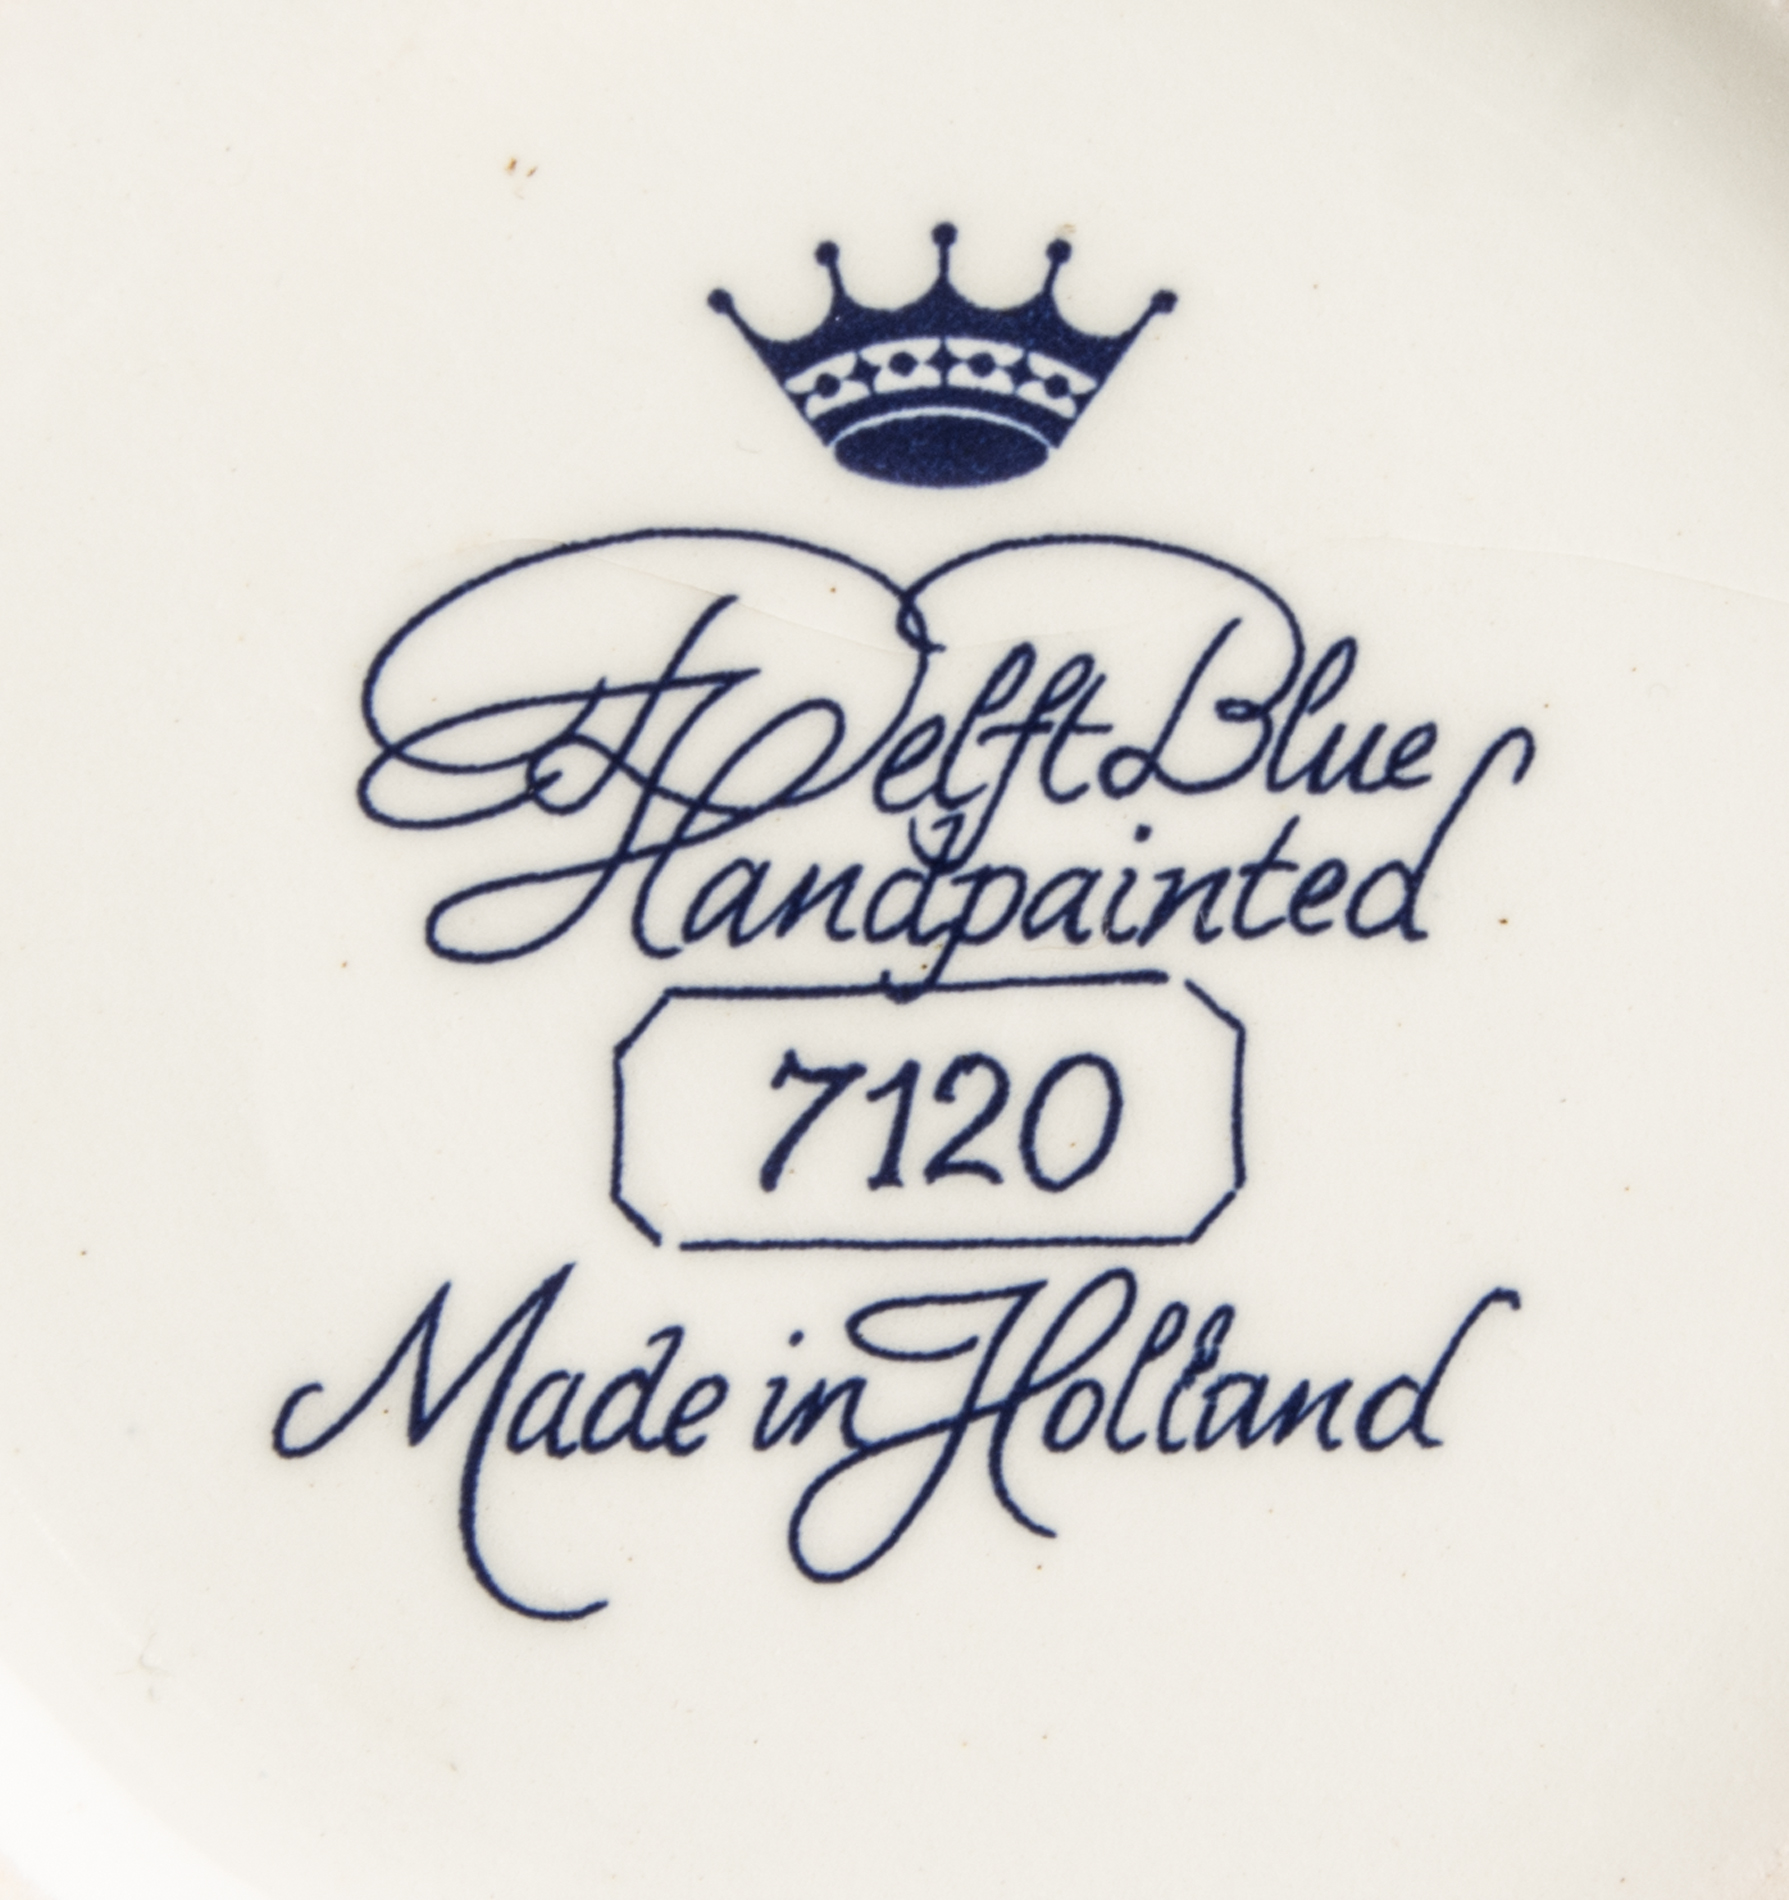 Delft Blue
Handpainted
7120
Made in Holland